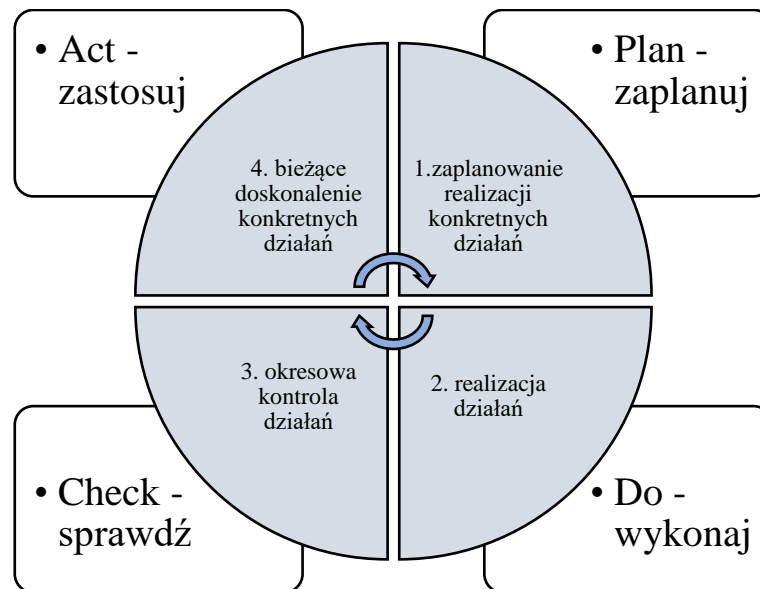 • Act -
zastosuj
• Plan -
zaplanuj
4. bieżące
doskonalenie
konkretnych
działań
1.zaplanowanie
realizacji
konkretnych
działań
3. okresowa
kontrola
działań
2. realizacja
działań
• Check -
sprawdź
• Do -
wykonaj